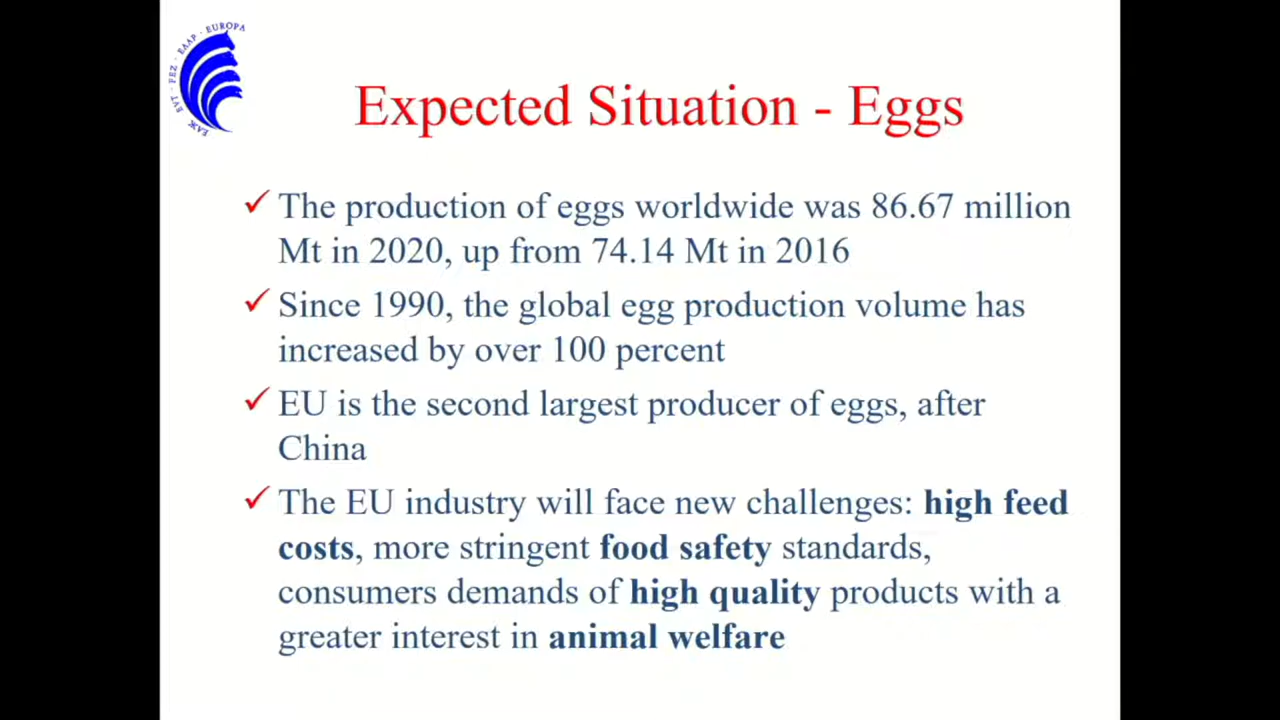 ЕАЖ · EVT · FEZ · EAAP · EUROPA
Expected Situation - Eggs
✓ The production of eggs worldwide was 86.67 million
Mt in 2020, up from 74.14 Mt in 2016
✓ Since 1990, the global egg production volume has
increased by over 100 percent
✓ EU is the second largest producer of eggs, after
China
✓ The EU industry will face new challenges: high feed
costs, more stringent food safety standards,
consumers demands of high quality products with a
greater interest in animal welfare